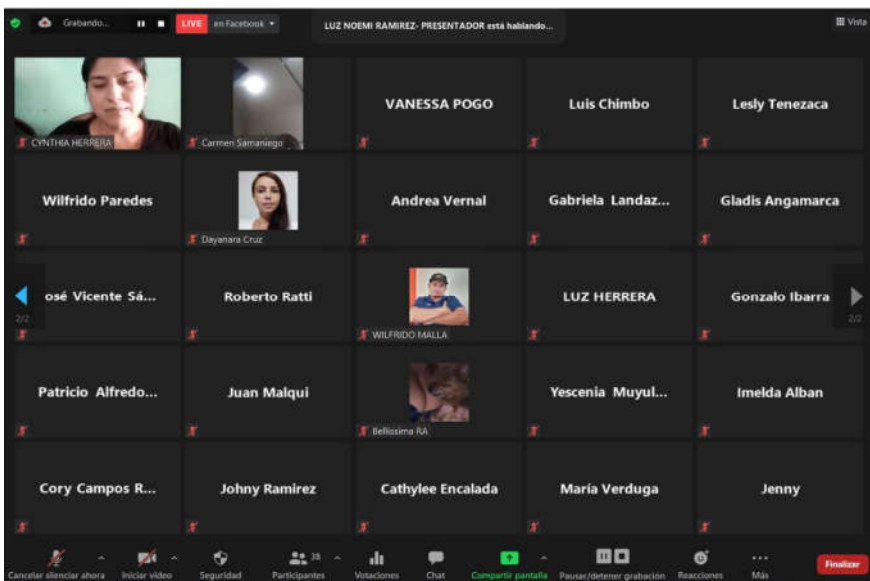 Grabando... LIVE en Facebook LUZ NOEMI RAMIREZ- PRESENTADOR está hablando... Vista
CYNTHIA HERRERA Carmen Samaniego VANESSA POGO Luis Chimbo Lesly Tenezaca
Wilfrido Paredes Dayanara Cruz Andrea Vernal Gabriela Landaz... Gladis Angamarca
osé Vicente Sá... Roberto Ratti WILFRIDO MALLA LUZ HERRERA Gonzalo Ibarra
2/2 2/2
Patricio Alfredo... Juan Malqui Bellissima RA Yescenia Muyul... Imelda Alban
Cory Campos R... Johny Ramirez Cathylee Encalada María Verduga Jenny
Cancelar silenciar ahora Iniciar video Seguridad Participantes 38 Votaciones Chat Compartir pantalla Pausar/detener grabación Reacciones Más Finalizar